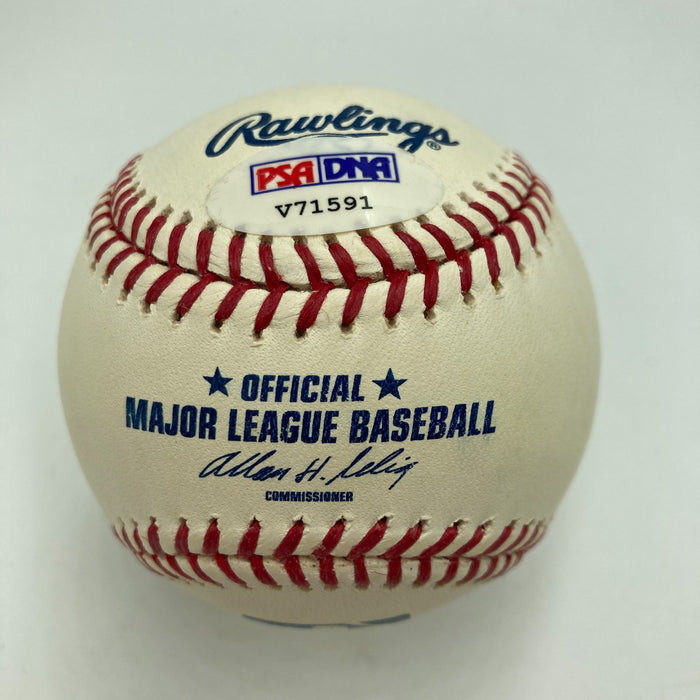 Rawlings®
PSA DNA
V71591
★ OFFICIAL ★
MAJOR LEAGUE BASEBALL
Allan H. Selig
COMMISSIONER